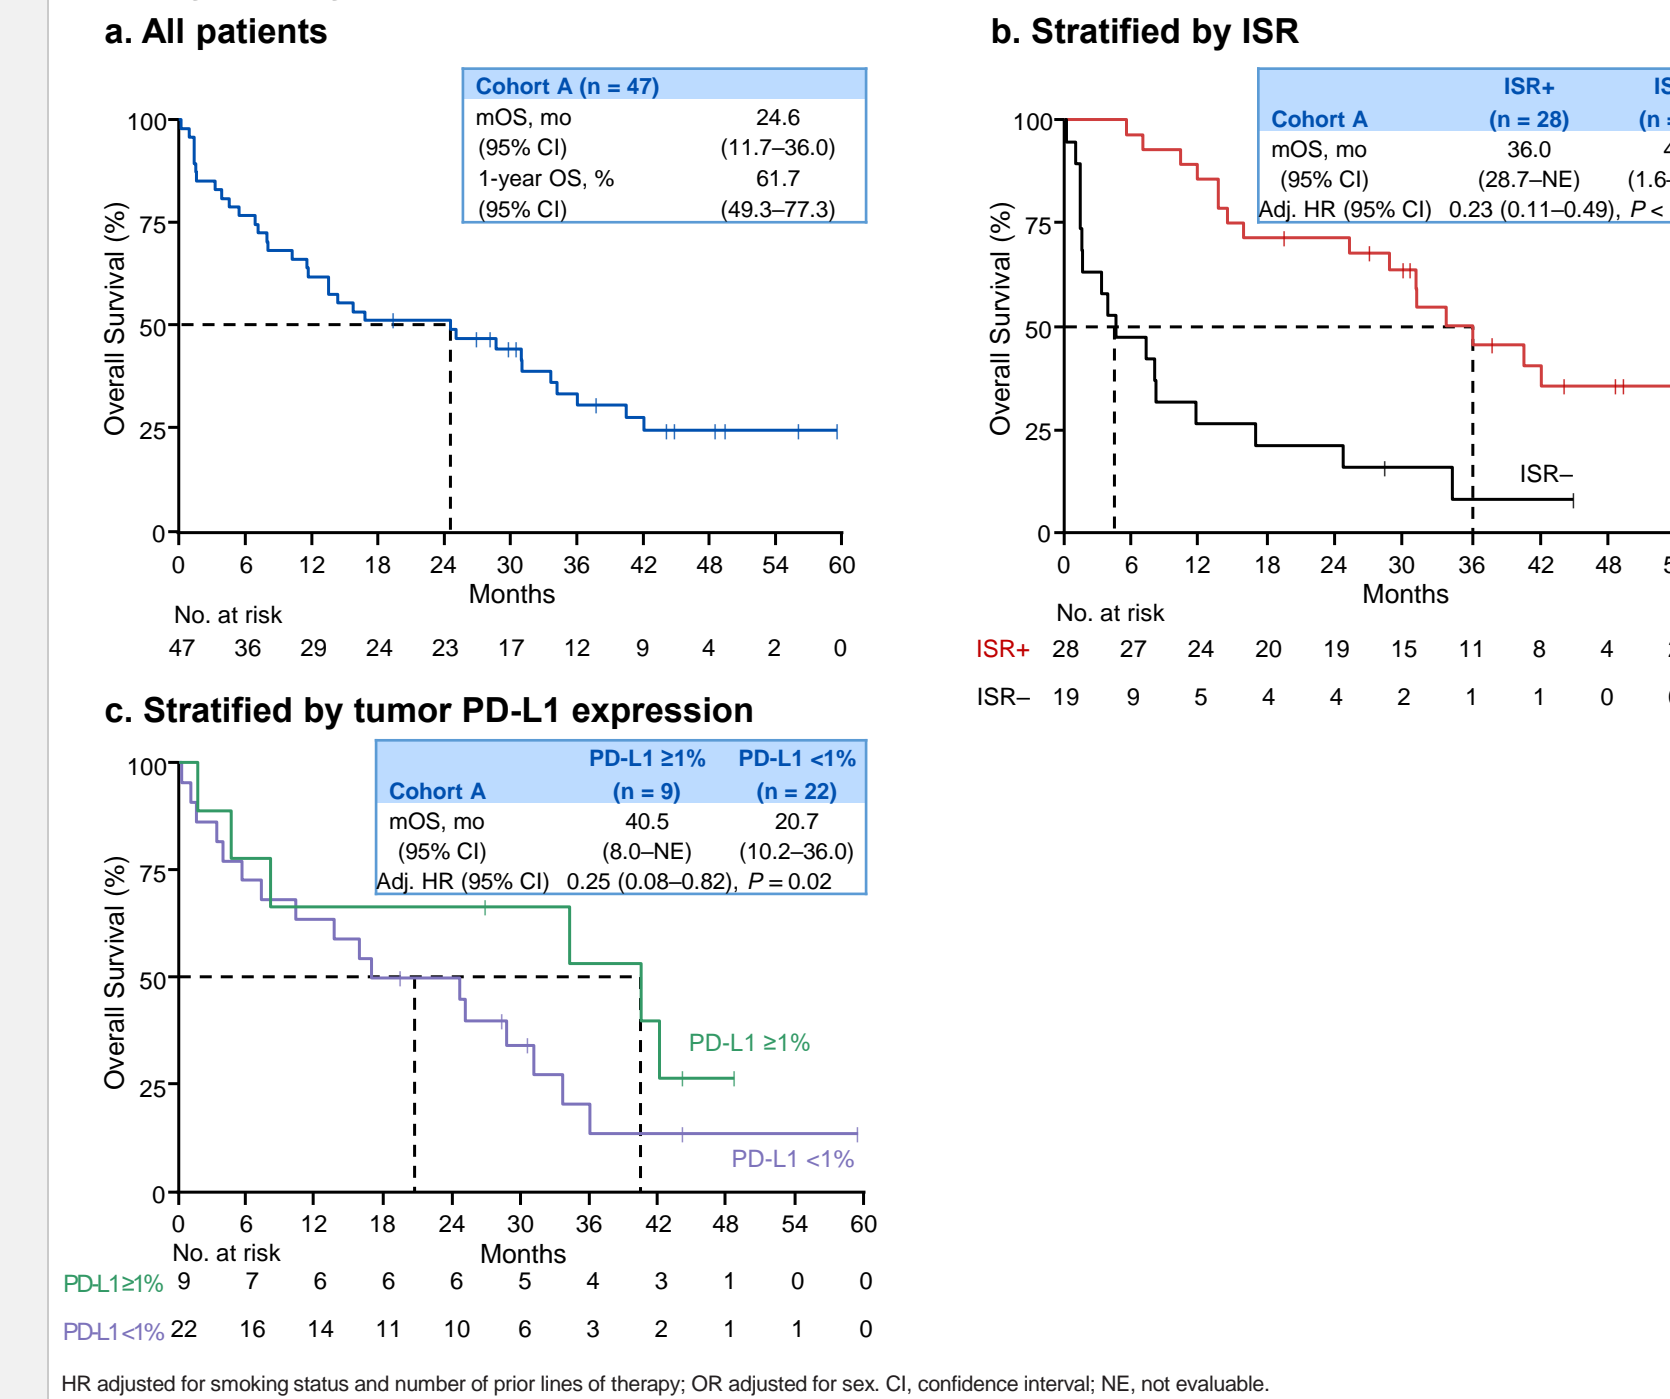 a. All patients
Cohort A (n = 47)
mOS, mo 24.6
(95% CI) (11.7–36.0)
1-year OS, % 61.7
(95% CI) (49.3–77.3)
Overall Survival (%)
100
75
50
25
0
0 6 12 18 24 30 36 42 48 54 60
Months
No. at risk
47 36 29 24 23 17 12 9 4 2 0
b. Stratified by ISR
ISR+
Cohort A (n = 28) (n
mOS, mo 36.0
(95% CI) (28.7–NE) (1.6
Adj. HR (95% CI) 0.23 (0.11–0.49), P <
Overall Survival (%)
100
75
50
25
0
ISR–
0 6 12 18 24 30 36 42 48
Months
No. at risk
ISR+ 28 27 24 20 19 15 11 8 4
ISR– 19 9 5 4 4 2 1 1 0
c. Stratified by tumor PD-L1 expression
PD-L1 ≥1% PD-L1 <1%
Cohort A (n = 9) (n = 22)
mOS, mo 40.5 20.7
(95% CI) (8.0–NE) (10.2–36.0)
Adj. HR (95% CI) 0.25 (0.08–0.82), P = 0.02
Overall Survival (%)
100
75
50
25
0
PD-L1 ≥1%
PD-L1 <1%
0 6 12 18 24 30 36 42 48 54 60
No. at risk Months
PD-L1≥1% 9 7 6 6 6 5 4 3 1 0 0
PD-L1<1% 22 16 14 11 10 6 3 2 1 1 0
HR adjusted for smoking status and number of prior lines of therapy; OR adjusted for sex. CI, confidence interval; NE, not evaluable.